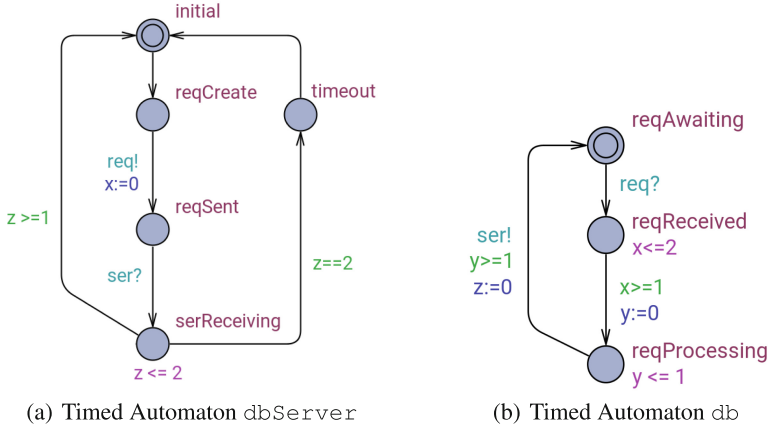 initial
reqCreate
timeout
req!
x:=0
reqSent
z >=1
ser?
z==2
serReceiving
z <= 2
(a) Timed Automaton dbServer
reqAwaiting
req?
reqReceived
x<=2
ser!
y>=1
z:=0
x>=1
y:=0
reqProcessing
y <= 1
(b) Timed Automaton db